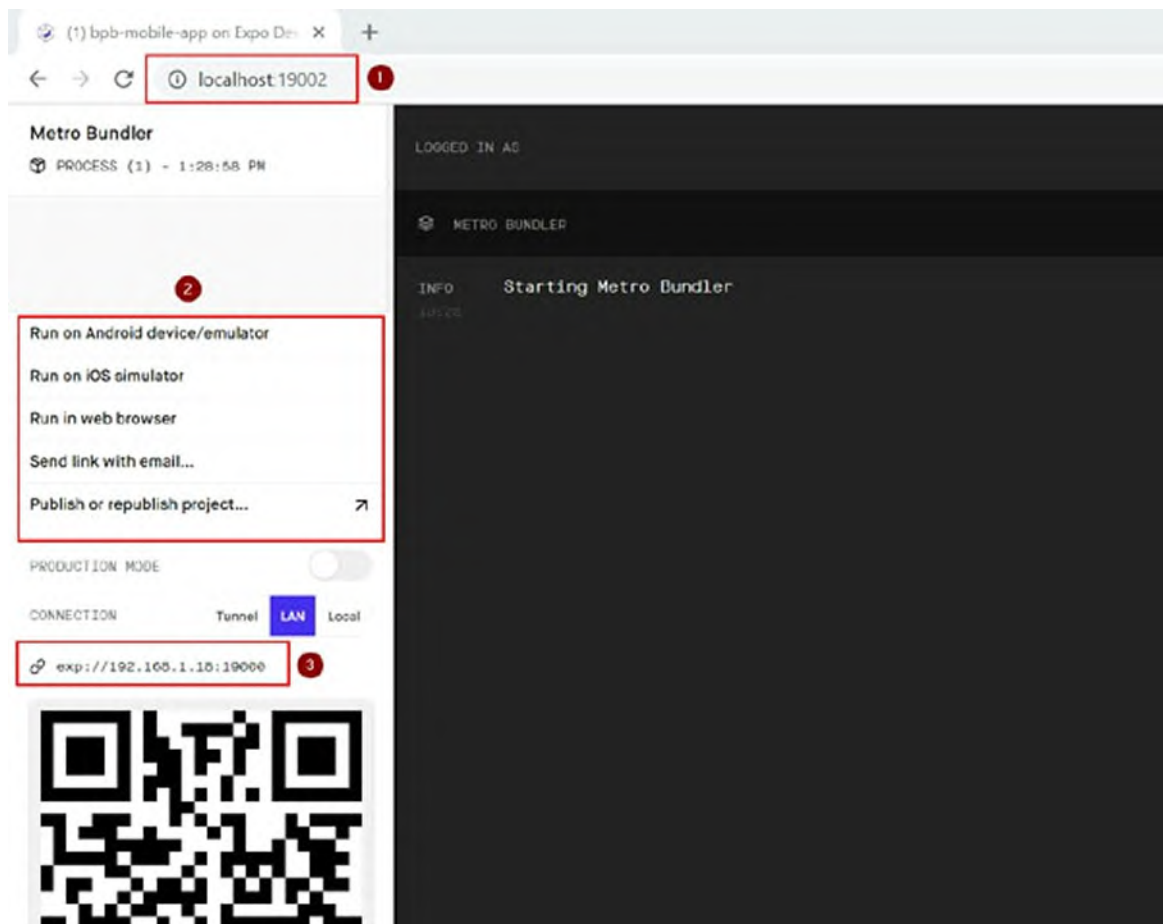 (1) bpb-mobile-app on Expo De
localhost:19002
1
Metro Bundler
PROCESS (1) - 1:28:58 PM
LOGGED IN AS
METRO BUNDLER
2
INFO Starting Metro Bundler
Run on Android device/emulator
Run on iOS simulator
Run in web browser
Send link with email...
Publish or republish project...
PRODUCTION MODE
CONNECTION Tunnel LAN Local
exp://192.168.1.18:19000
3